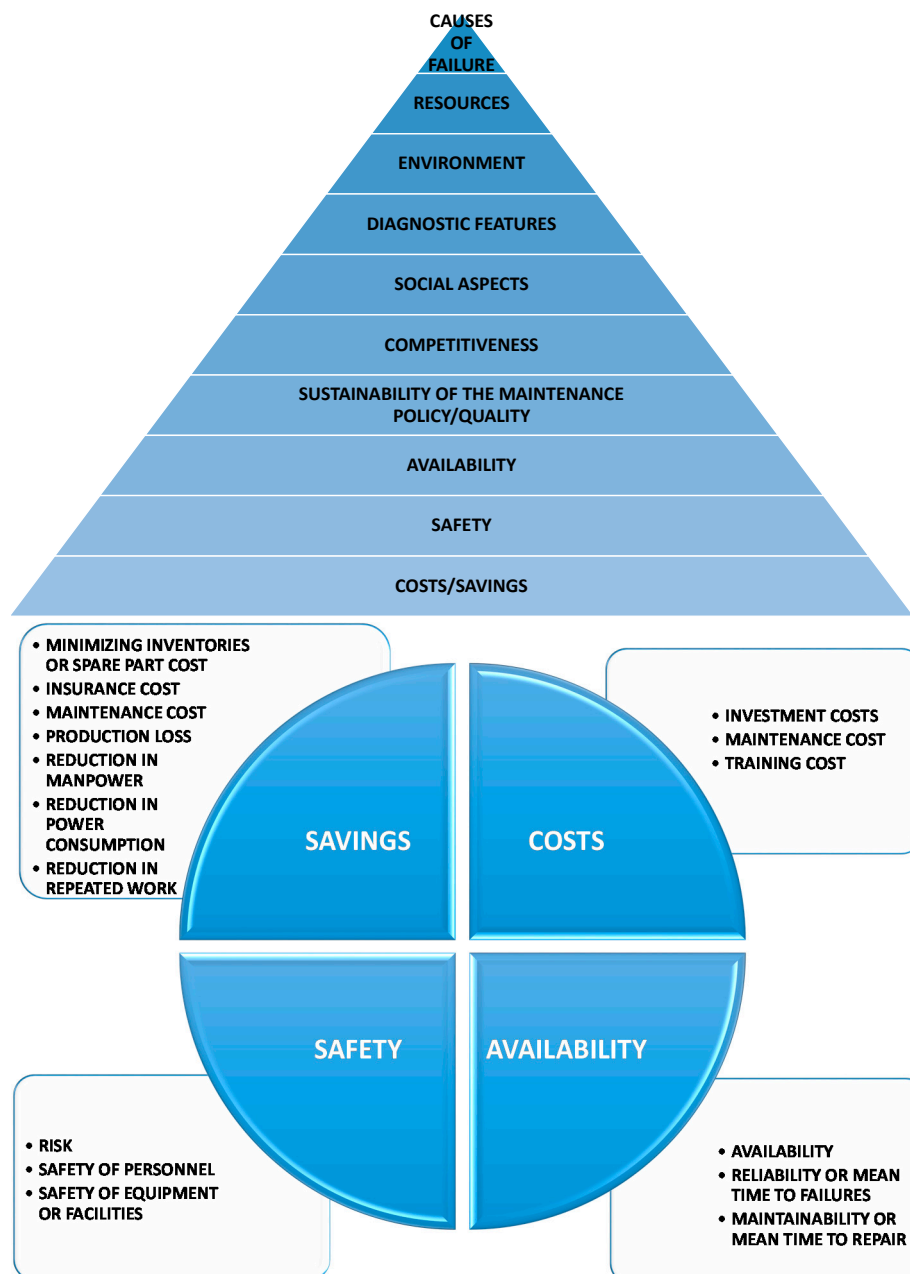 CAUSES
OF
FAILURE
RESOURCES
ENVIRONMENT
DIAGNOSTIC FEATURES
SOCIAL ASPECTS
COMPETITIVENESS
SUSTAINABILITY OF THE MAINTENANCE
POLICY/QUALITY
AVAILABILITY
SAFETY
COSTS/SAVINGS
• MINIMIZING INVENTORIES
OR SPARE PART COST
• INSURANCE COST
• MAINTENANCE COST
• PRODUCTION LOSS
• REDUCTION IN
MANPOWER
• REDUCTION IN
POWER
CONSUMPTION
• REDUCTION IN
REPEATED WORK
• INVESTMENT COSTS
• MAINTENANCE COST
• TRAINING COST
SAVINGS
COSTS
SAFETY
AVAILABILITY
• RISK
• SAFETY OF PERSONNEL
• SAFETY OF EQUIPMENT
OR FACILITIES
• AVAILABILITY
• RELIABILITY OR MEAN
TIME TO FAILURES
• MAINTAINABILITY OR
MEAN TIME TO REPAIR